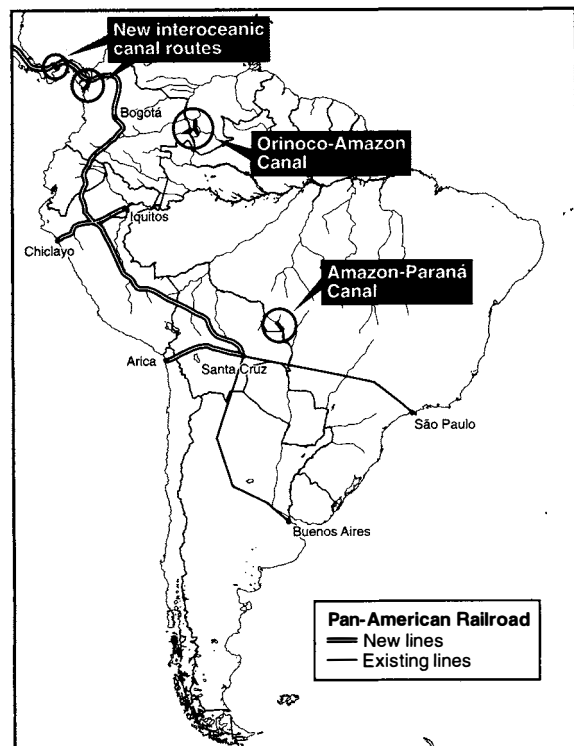 New interoceanic
canal routes
Bogotá
Orinoco-Amazon
Canal
Iquitos
Chiclayo
Amazon-Paraná
Canal
Arica
Santa Cruz
São Paulo
Buenos Aires
Pan-American Railroad
New lines
Existing lines